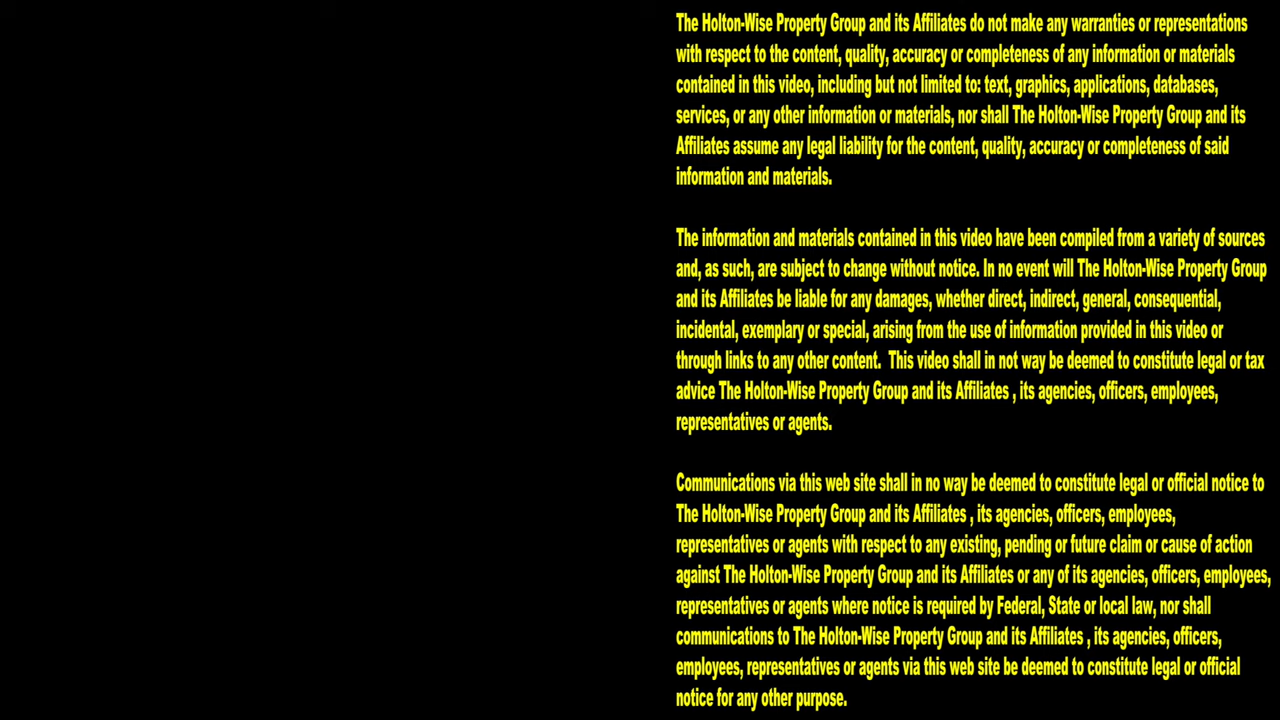 The Holton-Wise Property Group and its Affiliates do not make any warranties or representations
with respect to the content, quality, accuracy or completeness of any information or materials
contained in this video, including but not limited to: text, graphics, applications, databases,
services, or any other information or materials, nor shall The Holton-Wise Property Group and its
Affiliates assume any legal liability for the content, quality, accuracy or completeness of said
information and materials.
The information and materials contained in this video have been compiled from a variety of sources
and, as such, are subject to change without notice. In no event will The Holton-Wise Property Group
and its Affiliates be liable for any damages, whether direct, indirect, general, consequential,
incidental, exemplary or special, arising from the use of information provided in this video or
through links to any other content.  This video shall in not way be deemed to constitute legal or tax
advice The Holton-Wise Property Group and its Affiliates , its agencies, officers, employees,
representatives or agents.
Communications via this web site shall in no way be deemed to constitute legal or official notice to
The Holton-Wise Property Group and its Affiliates , its agencies, officers, employees,
representatives or agents with respect to any existing, pending or future claim or cause of action
against The Holton-Wise Property Group and its Affiliates or any of its agencies, officers, employees,
representatives or agents where notice is required by Federal, State or local law, nor shall
communications to The Holton-Wise Property Group and its Affiliates , its agencies, officers,
employees, representatives or agents via this web site be deemed to constitute legal or official
notice for any other purpose.